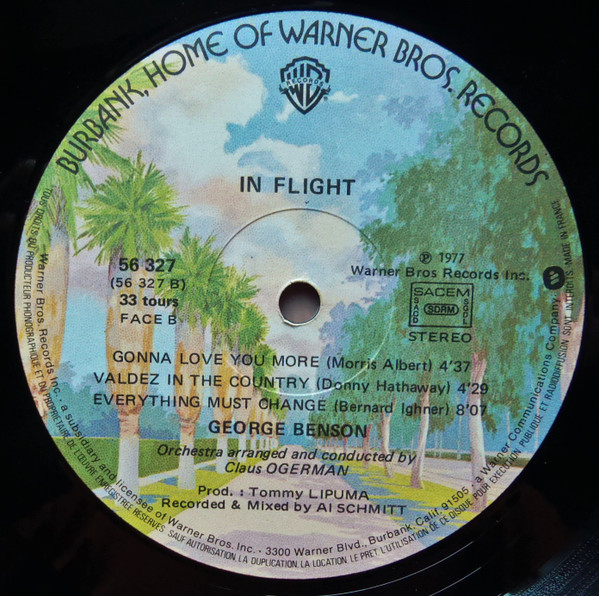 BURBANK, HOME OF WARNER BROS. RECORDS
RECORDS
IN FLIGHT
56 327
(56 327 B)
33 tours
FACE B
℗ 1977
Warner Bros Records Inc.
SACEM
SACD
SDRM
SGDL
STEREO
GONNA LOVE YOU MORE (Morris Albert) 4'37
VALDEZ IN THE COUNTRY (Donny Hathaway) 4'29
EVERYTHING MUST CHANGE (Bernard Ighner) 8'07
GEORGE BENSON
Orchestra arranged and conducted by
Claus OGERMAN
Prod. : Tommy LIPUMA
Recorded & Mixed by Al SCHMITT
Warner Bros Records Inc., a subsidiary and licensee of Warner Bros. Inc. · 3300 Warner Blvd., Burbank, Calif. 91505 . a Warner Communications Company
TOUS DROITS DU PRODUCTEUR PHONOGRAPHIQUE ET DU PROPRIETAIRE DE L'ŒUVRE ENREGISTREE RESERVES SAUF AUTORISATION, LA DUPLICATION, LA LOCATION, LE PRET, L'UTILISATION DE CE DISQUE POUR EXECUTION PUBLIQUE ET RADIODIFFUSION SONT INTERDITS MADE IN FRANCE